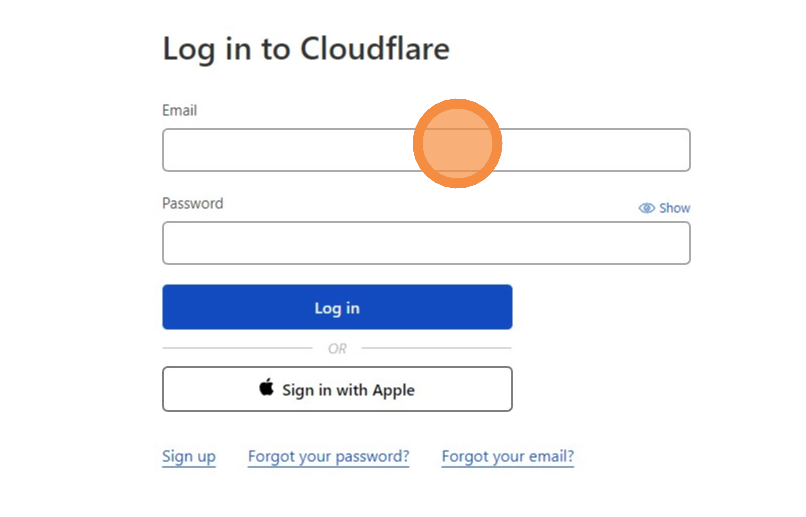 Log in to Cloudflare
Email
Password
Show
Log in
OR
Sign in with Apple
Sign up Forgot your password? Forgot your email?